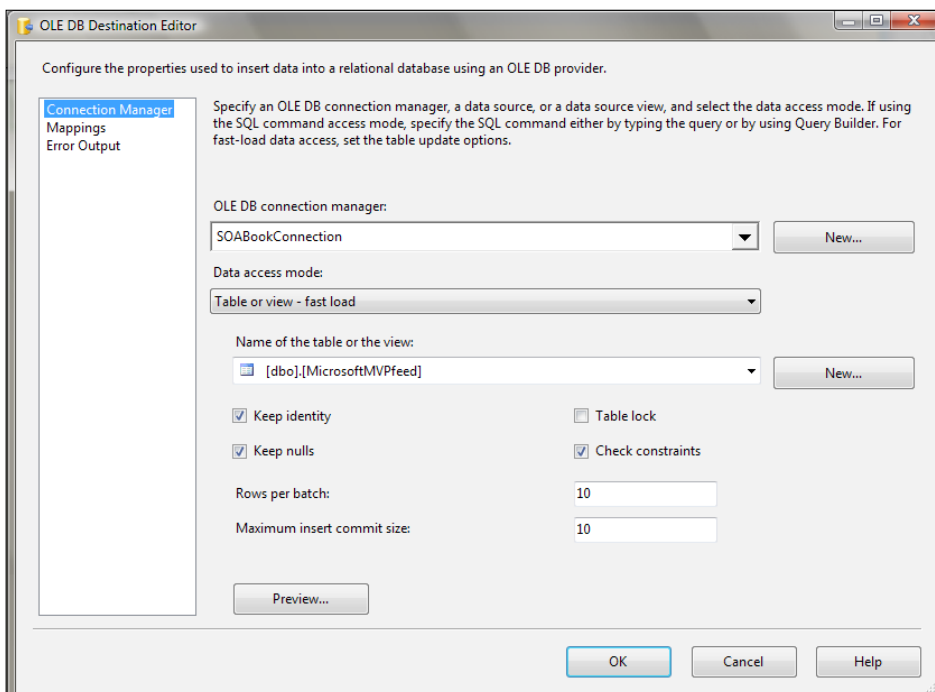 OLE DB Destination Editor
Configure the properties used to insert data into a relational database using an OLE DB provider.
Connection Manager
Mappings
Error Output
Specify an OLE DB connection manager, a data source, or a data source view, and select the data access mode. If using
the SQL command access mode, specify the SQL command either by typing the query or by using Query Builder. For
fast-load data access, set the table update options.
OLE DB connection manager:
SOABookConnection
New...
Data access mode:
Table or view - fast load
Name of the table or the view:
[dbo].[MicrosoftMVPfeed]
New...
Keep identity
Table lock
Keep nulls
Check constraints
Rows per batch:
10
Maximum insert commit size:
10
Preview...
OK
Cancel
Help